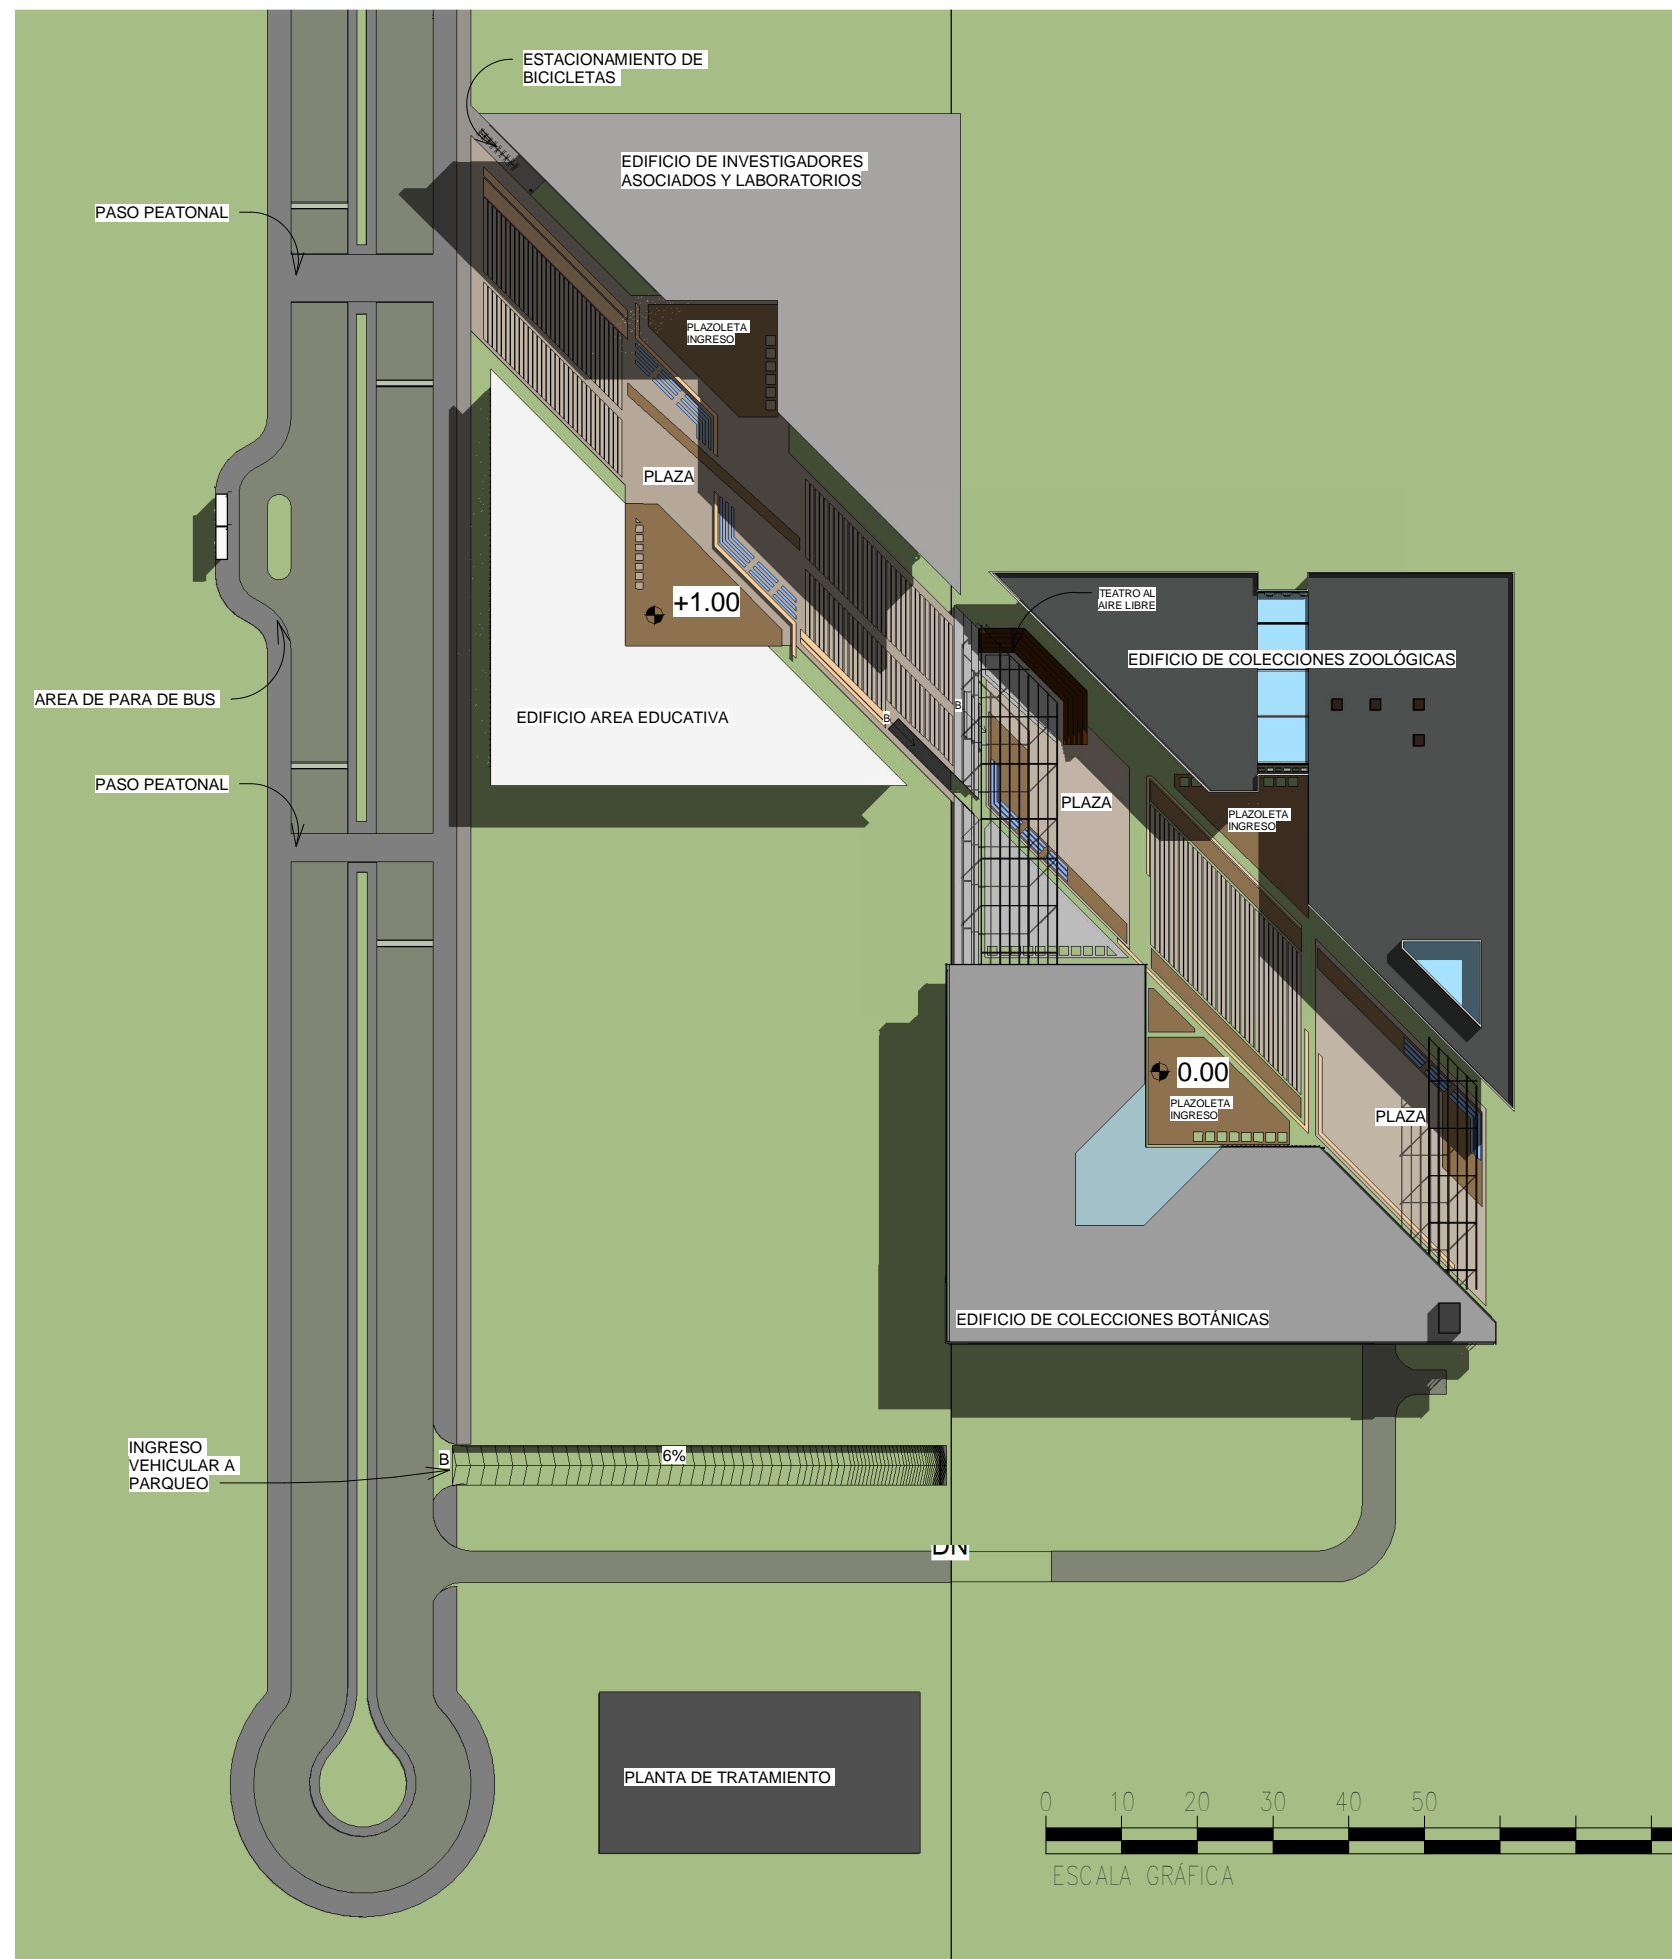 ESTACIONAMIENTO DE
BICICLETAS
EDIFICIO DE INVESTIGADORES
ASOCIADOS Y LABORATORIOS
PASO PEATONAL
PLAZOLETA
INGRESO
PLAZA
+1.00
TEATRO AL
AIRE LIBRE
EDIFICIO DE COLECCIONES ZOOLÓGICAS
AREA DE PARA DE BUS
EDIFICIO AREA EDUCATIVA
B
B
PASO PEATONAL
PLAZA
PLAZOLETA
INGRESO
0.00
PLAZOLETA
INGRESO
PLAZA
EDIFICIO DE COLECCIONES BOTÁNICAS
INGRESO
VEHICULAR A
PARQUEO
B
6%
DN
PLANTA DE TRATAMIENTO
0 10 20 30 40 50
ESCALA GRÁFICA